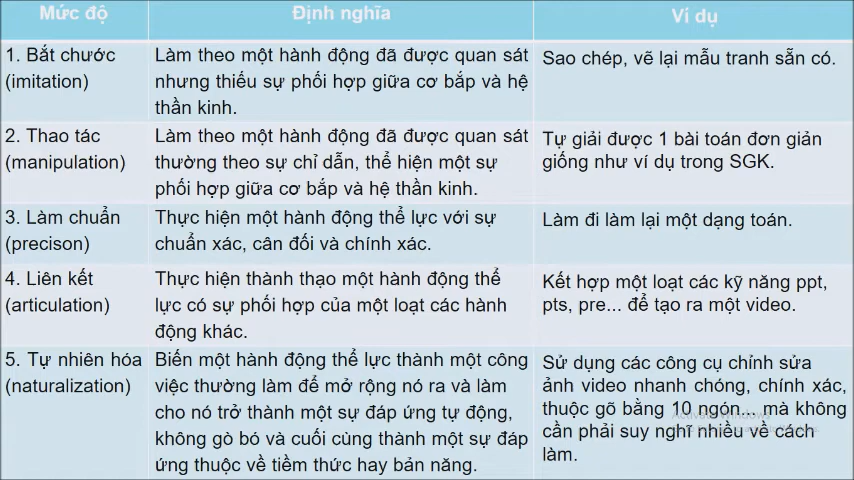 Mức độ
Định nghĩa
Ví dụ
1. Bắt chước
(imitation)
Làm theo một hành động đã được quan sát
nhưng thiếu sự phối hợp giữa cơ bắp và hệ
thần kinh.
Sao chép, vẽ lại mẫu tranh sẵn có.
2. Thao tác
(manipulation)
Làm theo một hành động đã được quan sát
thường theo sự chỉ dẫn, thể hiện một sự
phối hợp giữa cơ bắp và hệ thần kinh.
Tự giải được 1 bài toán đơn giản
giống như ví dụ trong SGK.
3. Làm chuẩn
(precison)
Thực hiện một hành động thể lực với sự
chuẩn xác, cân đối và chính xác.
Làm đi làm lại một dạng toán.
4. Liên kết
(articulation)
Thực hiện thành thạo một hành động thể
lực có sự phối hợp của một loạt các hành
động khác.
Kết hợp một loạt các kỹ năng ppt,
pts, pre... để tạo ra một video.
5. Tự nhiên hóa
(naturalization)
Biến một hành động thể lực thành một công
việc thường làm để mở rộng nó ra và làm
cho nó trở thành một sự đáp ứng tự động,
không gò bó và cuối cùng thành một sự đáp
ứng thuộc về tiềm thức hay bản năng.
Sử dụng các công cụ chỉnh sửa
ảnh video nhanh chóng, chính xác,
thuộc gõ bằng 10 ngón... mà không
cần phải suy nghĩ nhiều về cách
làm.
Activate Windows